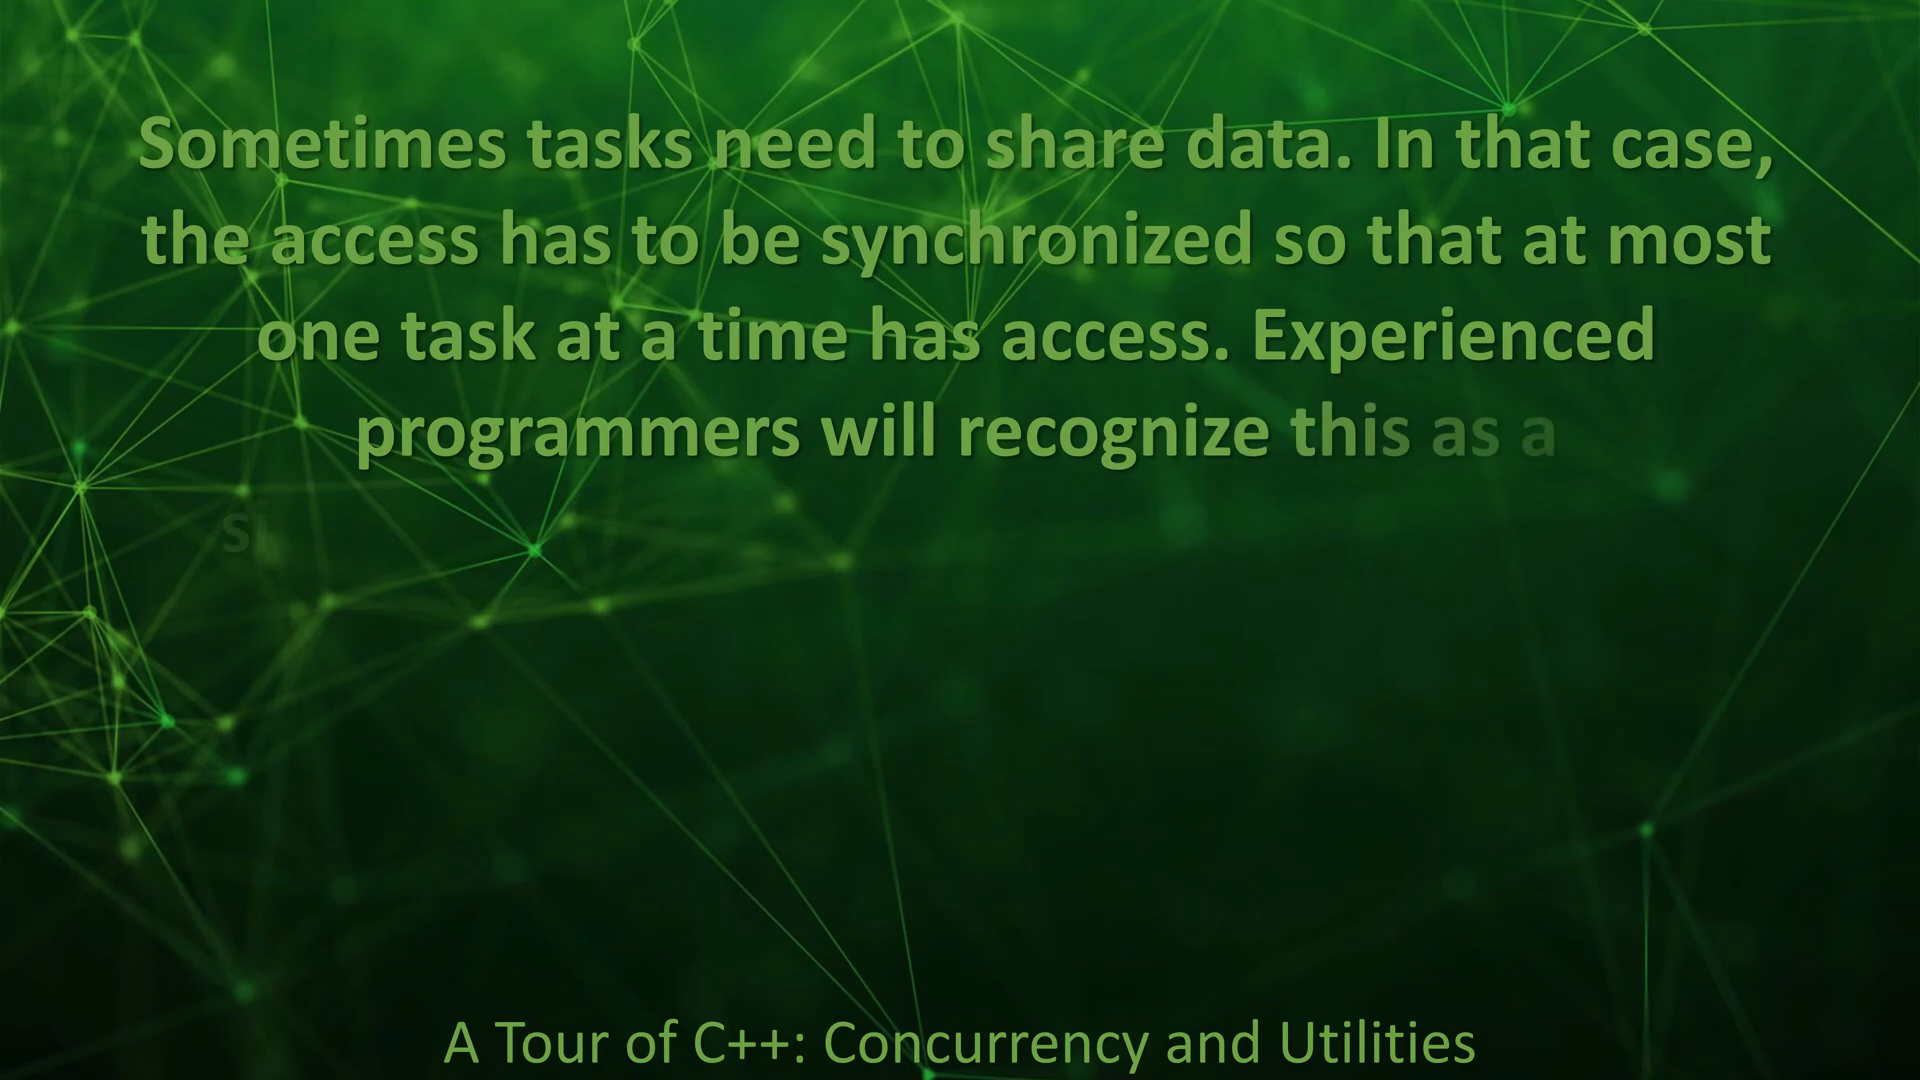 Sometimes tasks need to share data. In that case,
the access has to be synchronized so that at most
one task at a time has access. Experienced
programmers will recognize this as a
si
A Tour of C++: Concurrency and Utilities